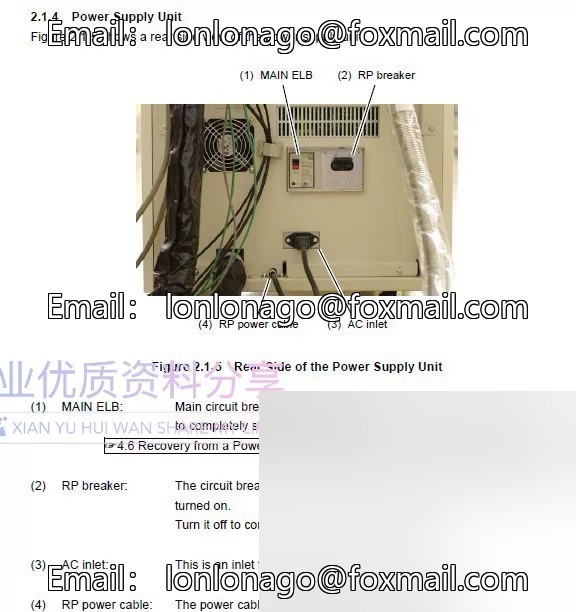 2.1.4 Power Supply Unit
Email： lonlonago@foxmail.com
(1) MAIN ELB (2) RP breaker
Email： lonlonago@foxmail.com
(4) RP power cable (3) AC inlet
Figure 2.1-5 Rear Side of the Power Supply Unit
业优质资料分享
(1) MAIN ELB: Main circuit bre
to completely s
XIAN YU HUI WAN SHARE
☞4.6 Recovery from a Powe
(2) RP breaker: The circuit brea
turned on.
Turn it off to co
(3) AC inlet: This is an inlet
Email： lonlonago@foxmail.com
(4) RP power cable: The power cabl